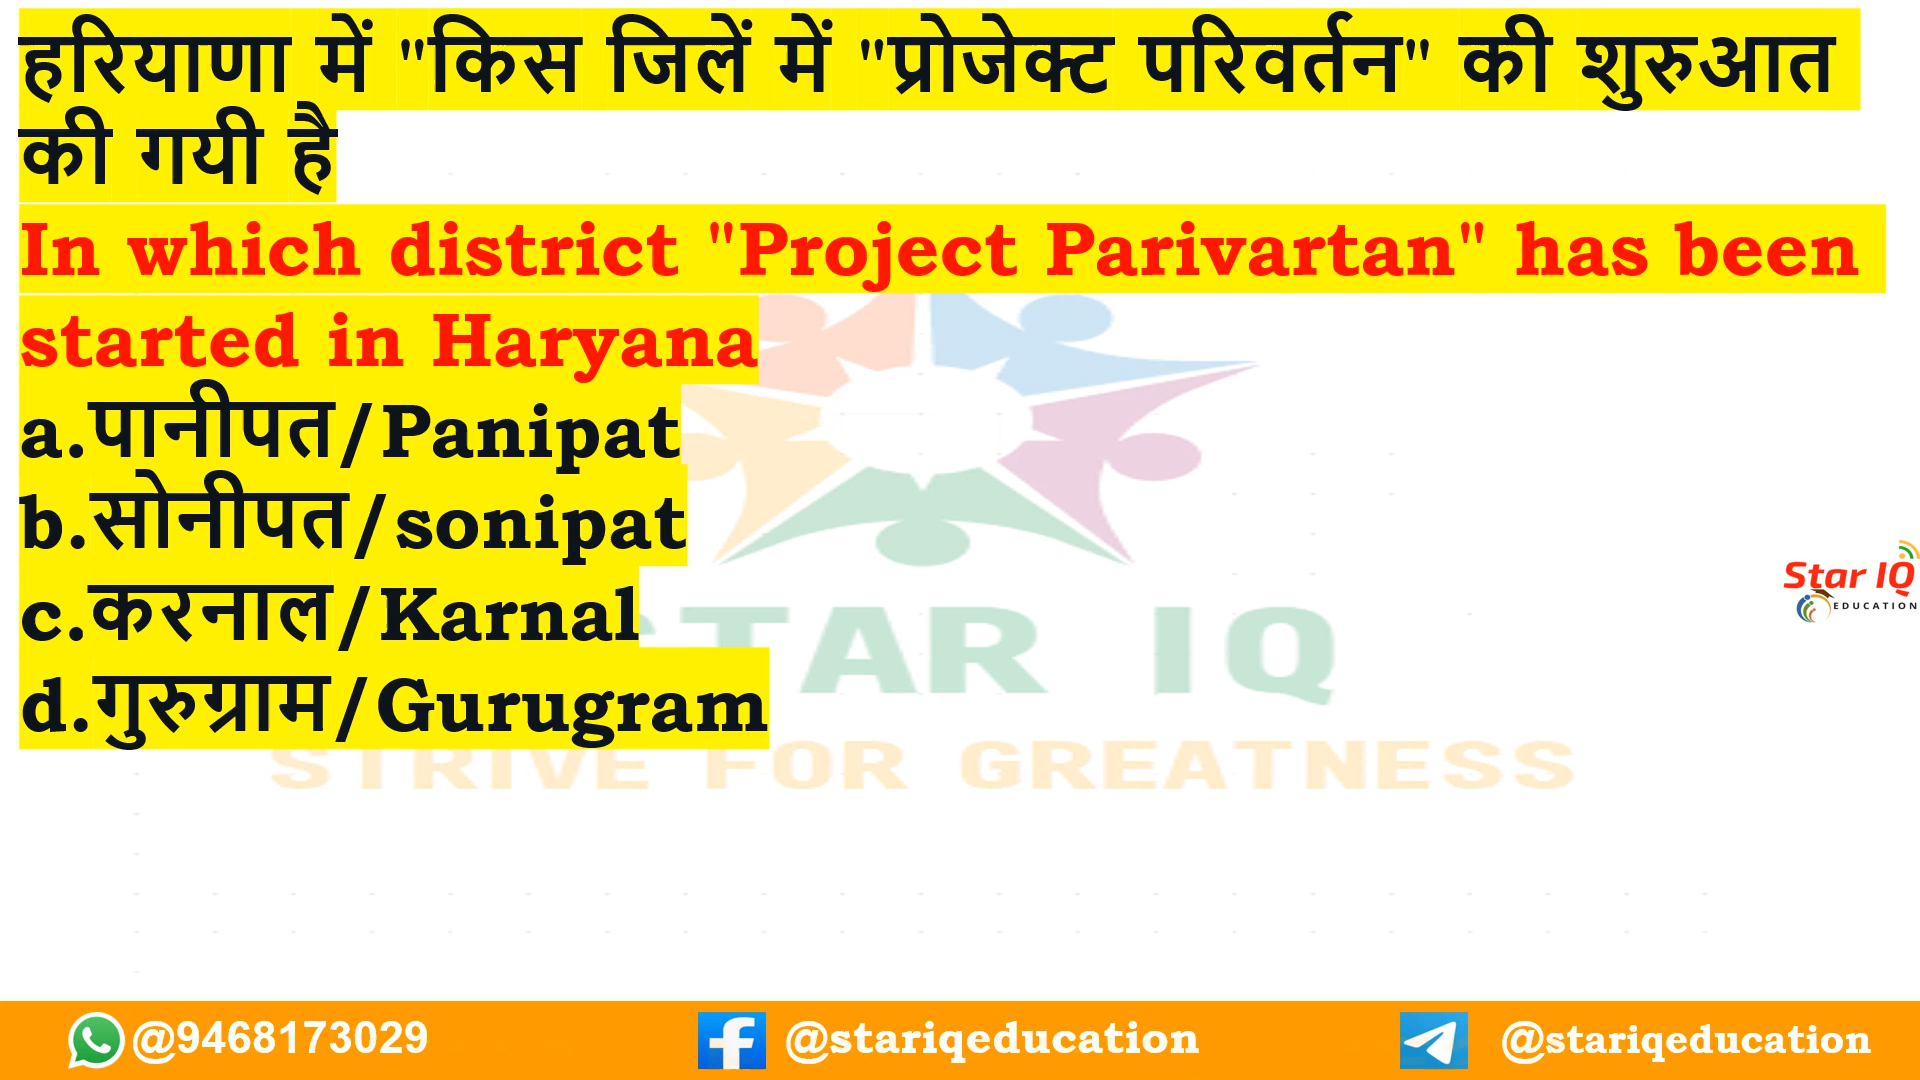 हरियाणा में "किस जिलें में "प्रोजेक्ट परिवर्तन" की शुरुआत
की गयी है
In which district "Project Parivartan" has been
started in Haryana
a.पानीपत/Panipat
b.सोनीपत/sonipat
c.करनाल/Karnal
d.गुरुग्राम/Gurugram
STAR IQ
STRIVE FOR GREATNESS
Star IQ
EDUCATION
@9468173029
@stariqeducation
@stariqeducation